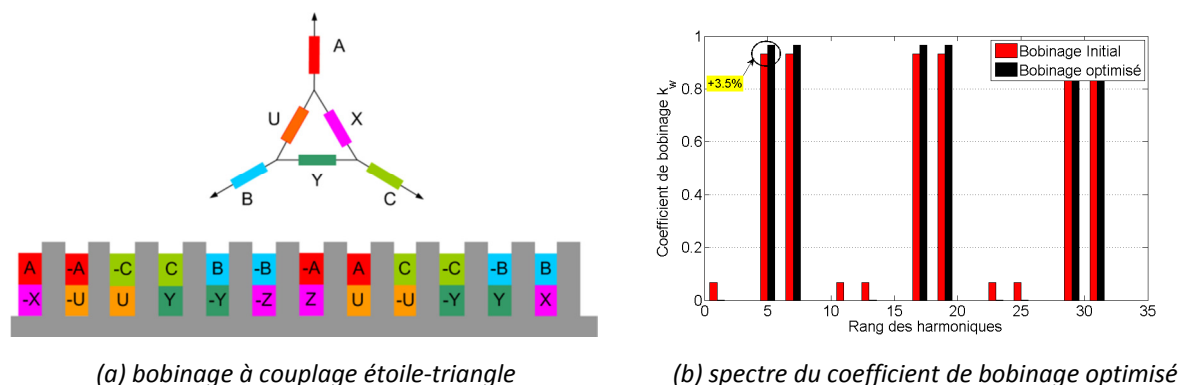 A
U
X
Y
B
C
A -A -C C B -B -A A C -C -B B
-X -U U Y -Y -Z Z U -U -Y Y X
(a) bobinage à couplage étoile-triangle
1
0.8
0.6
0.4
0.2
0
Coefficient de bobinage k_w
+3.5%
Bobinage Initial
Bobinage optimisé
0 5 10 15 20 25 30 35
Rang des harmoniques
(b) spectre du coefficient de bobinage optimisé